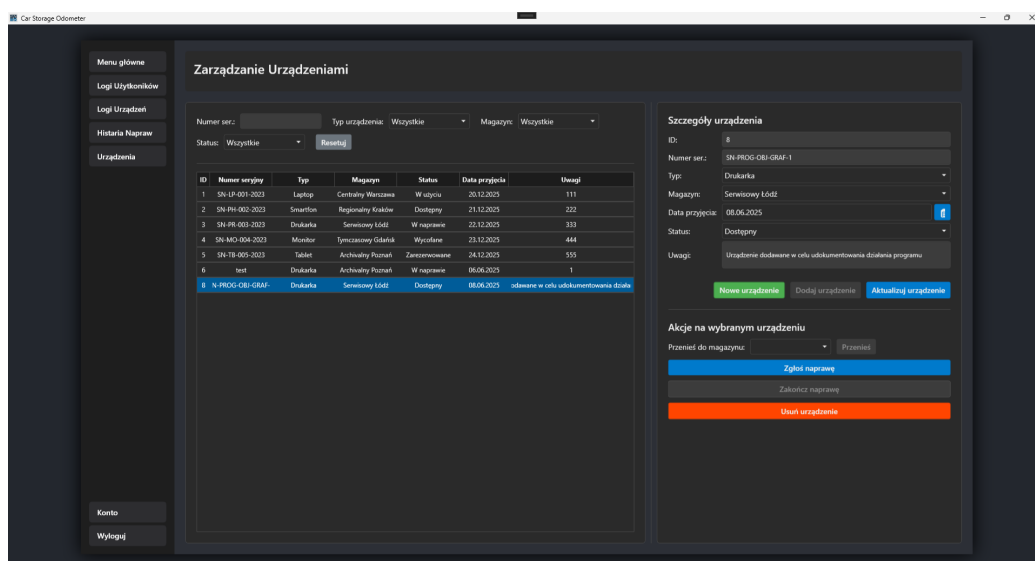 Car Storage Odometer
Menu główne
Logi Użytkoników
Logi Urządzeń
Histaria Napraw
Urządzenia
Konto
Wyloguj
Zarządzanie Urządzeniami
Numer ser.: Typ urządzenia: Wszystkie Magazyn: Wszystkie
Status: Wszystkie Resetuj
ID Numer seryjny Typ Magazyn Status Data przyjęcia Uwagi
1 SN-LP-001-2023 Laptop Centralny Warszawa W użyciu 20.12.2025 111
2 SN-PH-002-2023 Smartfon Regionalny Kraków Dostępny 21.12.2025 222
3 SN-PR-003-2023 Drukarka Serwisowy Łódź W naprawie 22.12.2025 333
4 SN-MO-004-2023 Monitor Tymczasowy Gdańsk Wycofane 23.12.2025 444
5 SN-TB-005-2023 Tablet Archivalny Poznań Zarezerwowane 24.12.2025 555
6 test Drukarka Archivalny Poznań W naprawie 06.06.2025 1
8 N-PROG-OBJ-GRAF- Drukarka Serwisowy Łódź Dostępny 08.06.2025 odawane w celu udokumentowania działa
Szczegóły urządzenia
ID: 8
Numer ser.: SN-PROG-OBJ-GRAF-1
Typ: Drukarka
Magazyn: Serwisowy Łódź
Data przyjęcia: 08.06.2025
Status: Dostępny
Uwagi: Urządzenie dodawane w celu udokumentowania działania programu
Nowe urządzenie Dodaj urządzenie Aktualizuj urządzenie
Akcje na wybranym urządzeniu
Przenieś do magazynu: Przenieś
Zgłoś naprawę
Zakończ naprawę
Usuń urządzenie